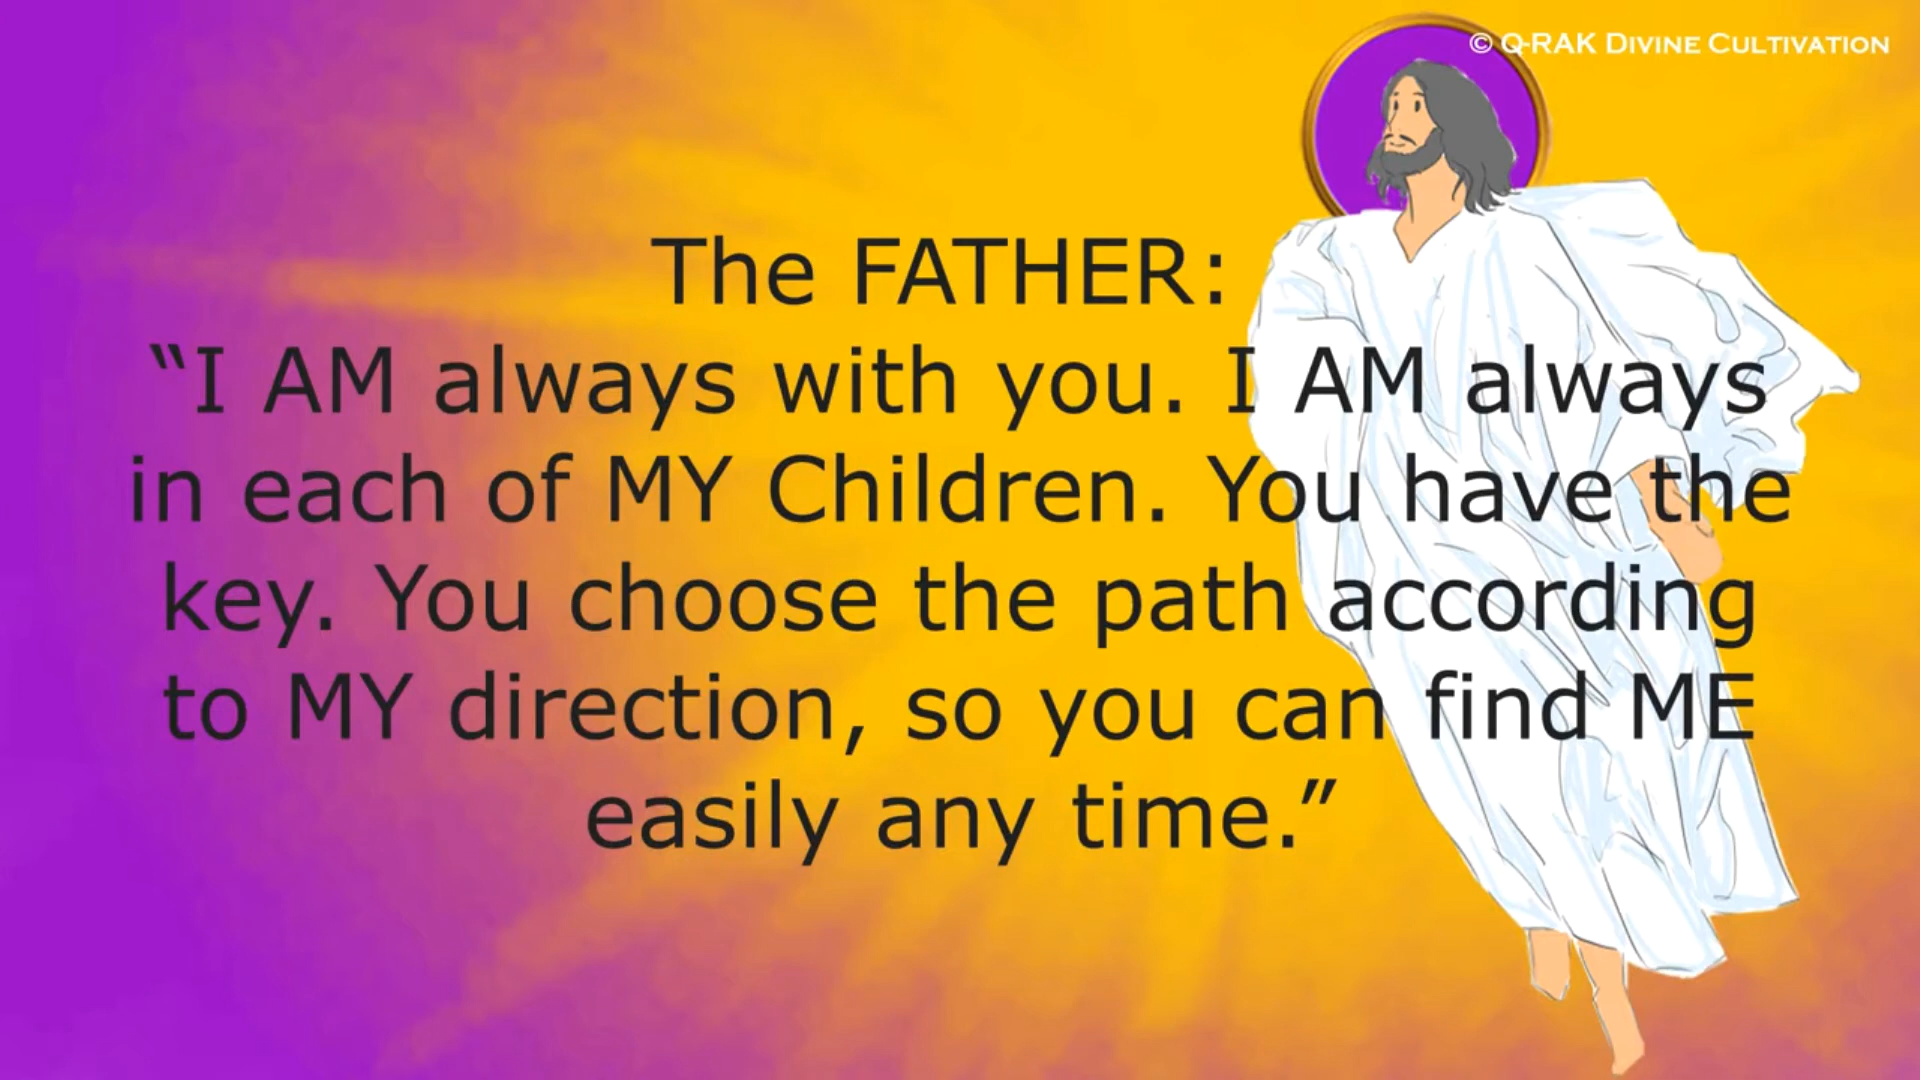 © Q-RAK DIVINE CULTIVATION
The FATHER:
“I AM always with you. I AM always
in each of MY Children. You have the
key. You choose the path according
to MY direction, so you can find ME
easily any time.”